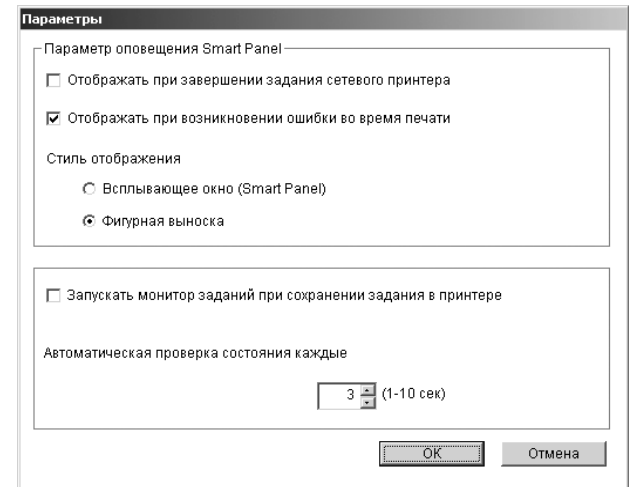 Параметры
Параметр оповещения Smart Panel
Отображать при завершении задания сетевого принтера
Отображать при возникновении ошибки во время печати
Стиль отображения
Всплывающее окно (Smart Panel)
Фигурная выноска
Запускать монитор заданий при сохранении задания в принтере
Автоматическая проверка состояния каждые
3 (1-10 сек)
OK Отмена